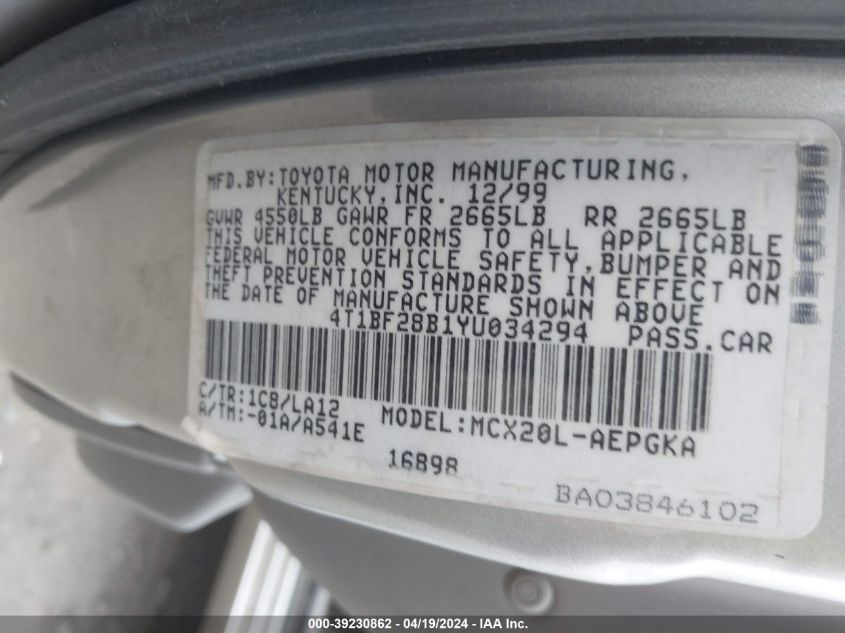 MFD.BY:TOYOTA MOTOR MANUFACTURING,
KENTUCKY,INC. 12/99
GVWR 4550LB GAWR FR 2665LB RR 2665LB
THIS VEHICLE CONFORMS TO ALL APPLICABLE
FEDERAL MOTOR VEHICLE SAFETY,BUMPER AND
THEFT PREVENTION STANDARDS IN EFFECT ON
THE DATE OF MANUFACTURE SHOWN ABOVE
4T1BF28B1YU034294 PASS.CAR
C/TR:1C8/LA12
A/TM:-01A/A541E
MODEL:MCX20L-AEPGKA
16898
BA03846102
000-39230862 - 04/19/2024 - IAA Inc.